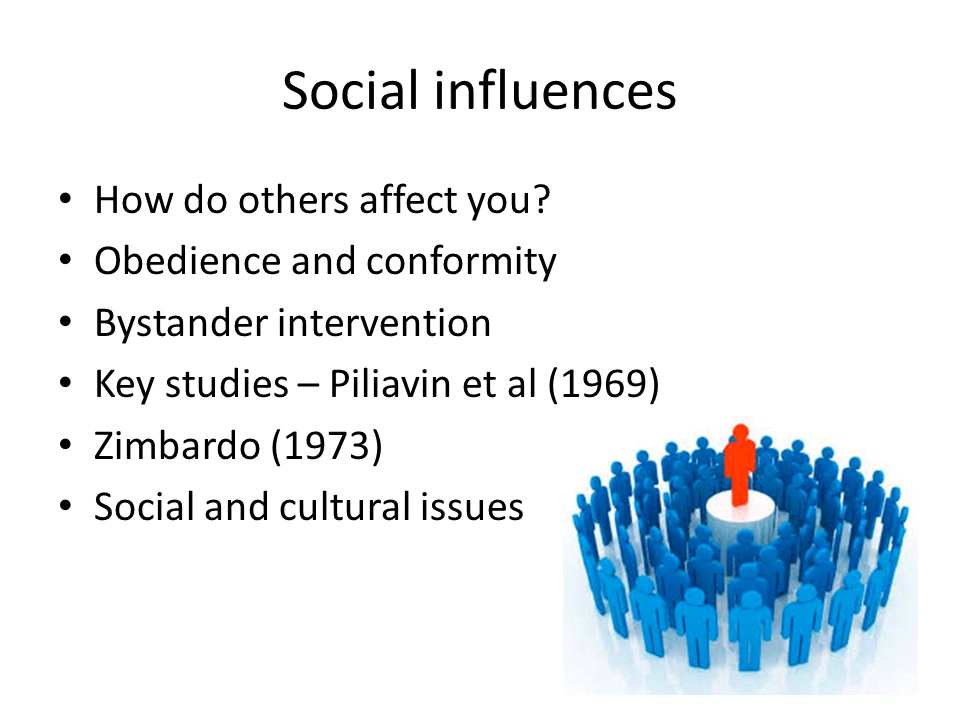 Social influences
• How do others affect you?
• Obedience and conformity
• Bystander intervention
• Key studies – Piliavin et al (1969)
• Zimbardo (1973)
• Social and cultural issues